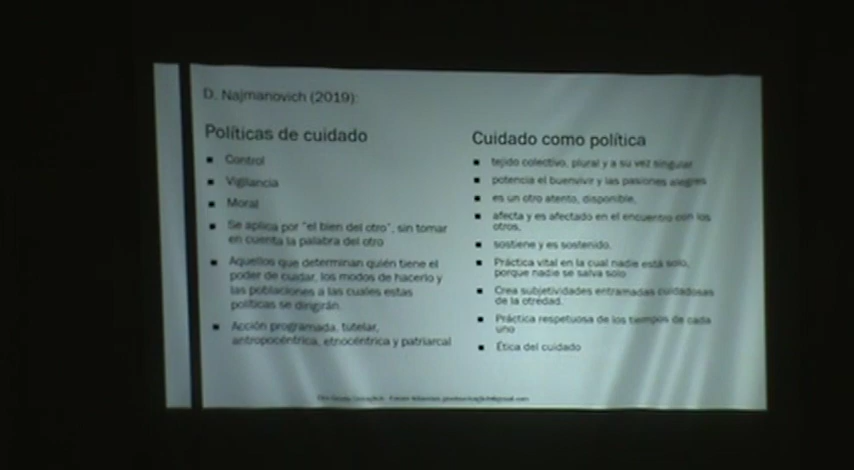 D. Najmanovich (2019):
Políticas de cuidado
Control
Vigilancia
Moral
Se aplica por "el bien del otro", sin tomar
en cuenta la palabra del otro
Aquellos que determinan quién tiene el
poder de cuidar, los modos de hacerlo y
las poblaciones a las cuales estas
políticas se dirigirán.
Acción programada, tutelar,
antropocéntrica, etnocéntrica y patriarcal
Cuidado como política
tejido colectivo, plural y a su vez singular
potencia el buenvivir y las pasiones alegres
es un otro atento, disponible,
afecta y es afectado en el encuentro con los
otros,
sostiene y es sostenido.
Práctica vital en la cual nadie está solo,
porque nadie se salva solo
Crea subjetividades entramadas cuidadosas
de la otredad.
Práctica respetuosa de los tiempos de cada
uno
Ética del cuidado